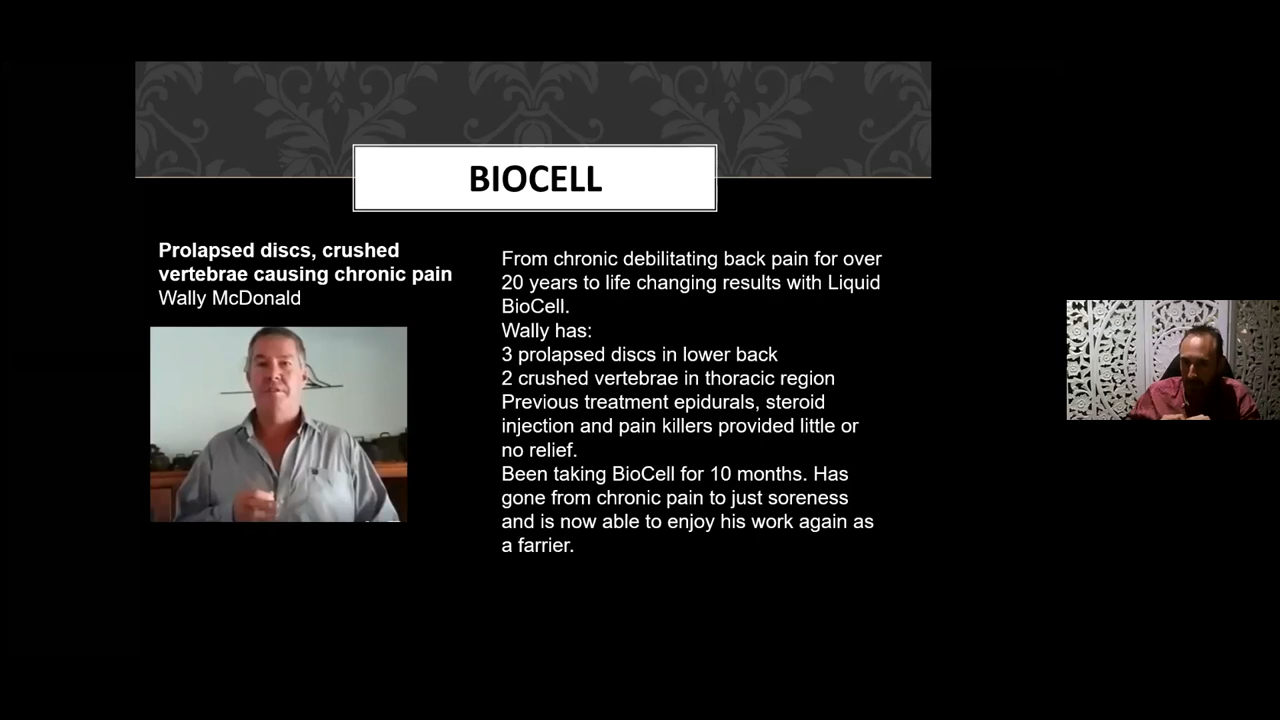 BIOCELL
Prolapsed discs, crushed
vertebrae causing chronic pain
Wally McDonald
From chronic debilitating back pain for over
20 years to life changing results with Liquid
BioCell.
Wally has:
3 prolapsed discs in lower back
2 crushed vertebrae in thoracic region
Previous treatment epidurals, steroid
injection and pain killers provided little or
no relief.
Been taking BioCell for 10 months. Has
gone from chronic pain to just soreness
and is now able to enjoy his work again as
a farrier.